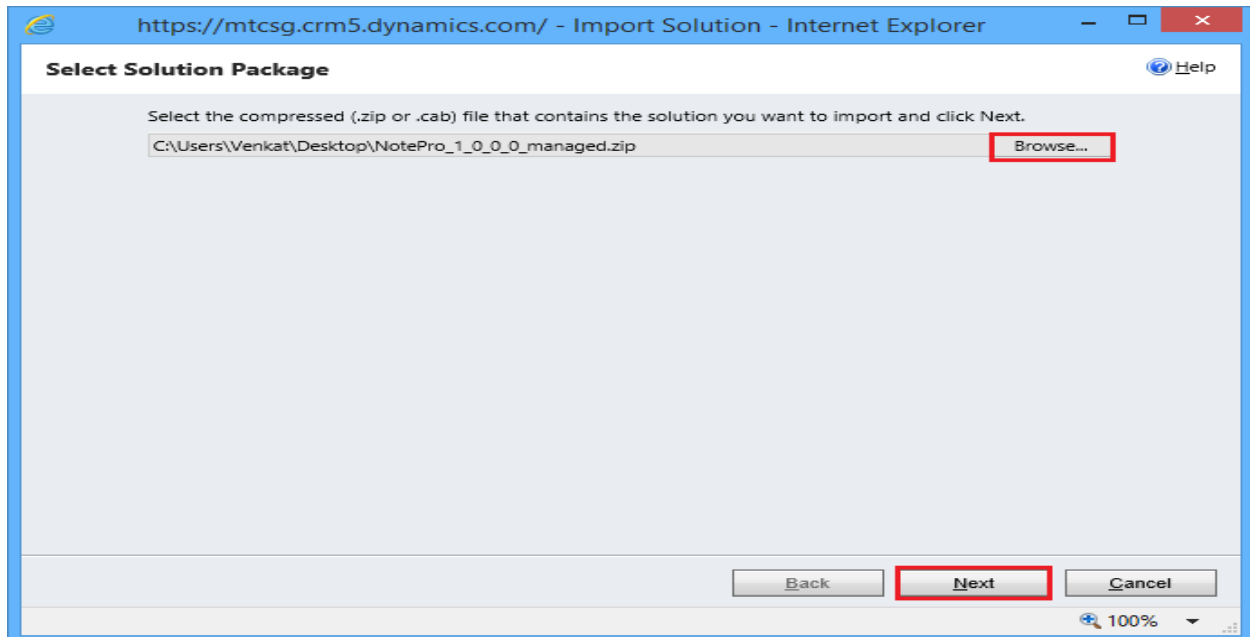 https://mtcsg.crm5.dynamics.com/ - Import Solution - Internet Explorer
Select Solution Package
Help
Select the compressed (.zip or .cab) file that contains the solution you want to import and click Next.
C:\Users\Venkat\Desktop\NotePro_1_0_0_0_managed.zip Browse...
Back Next Cancel
100%